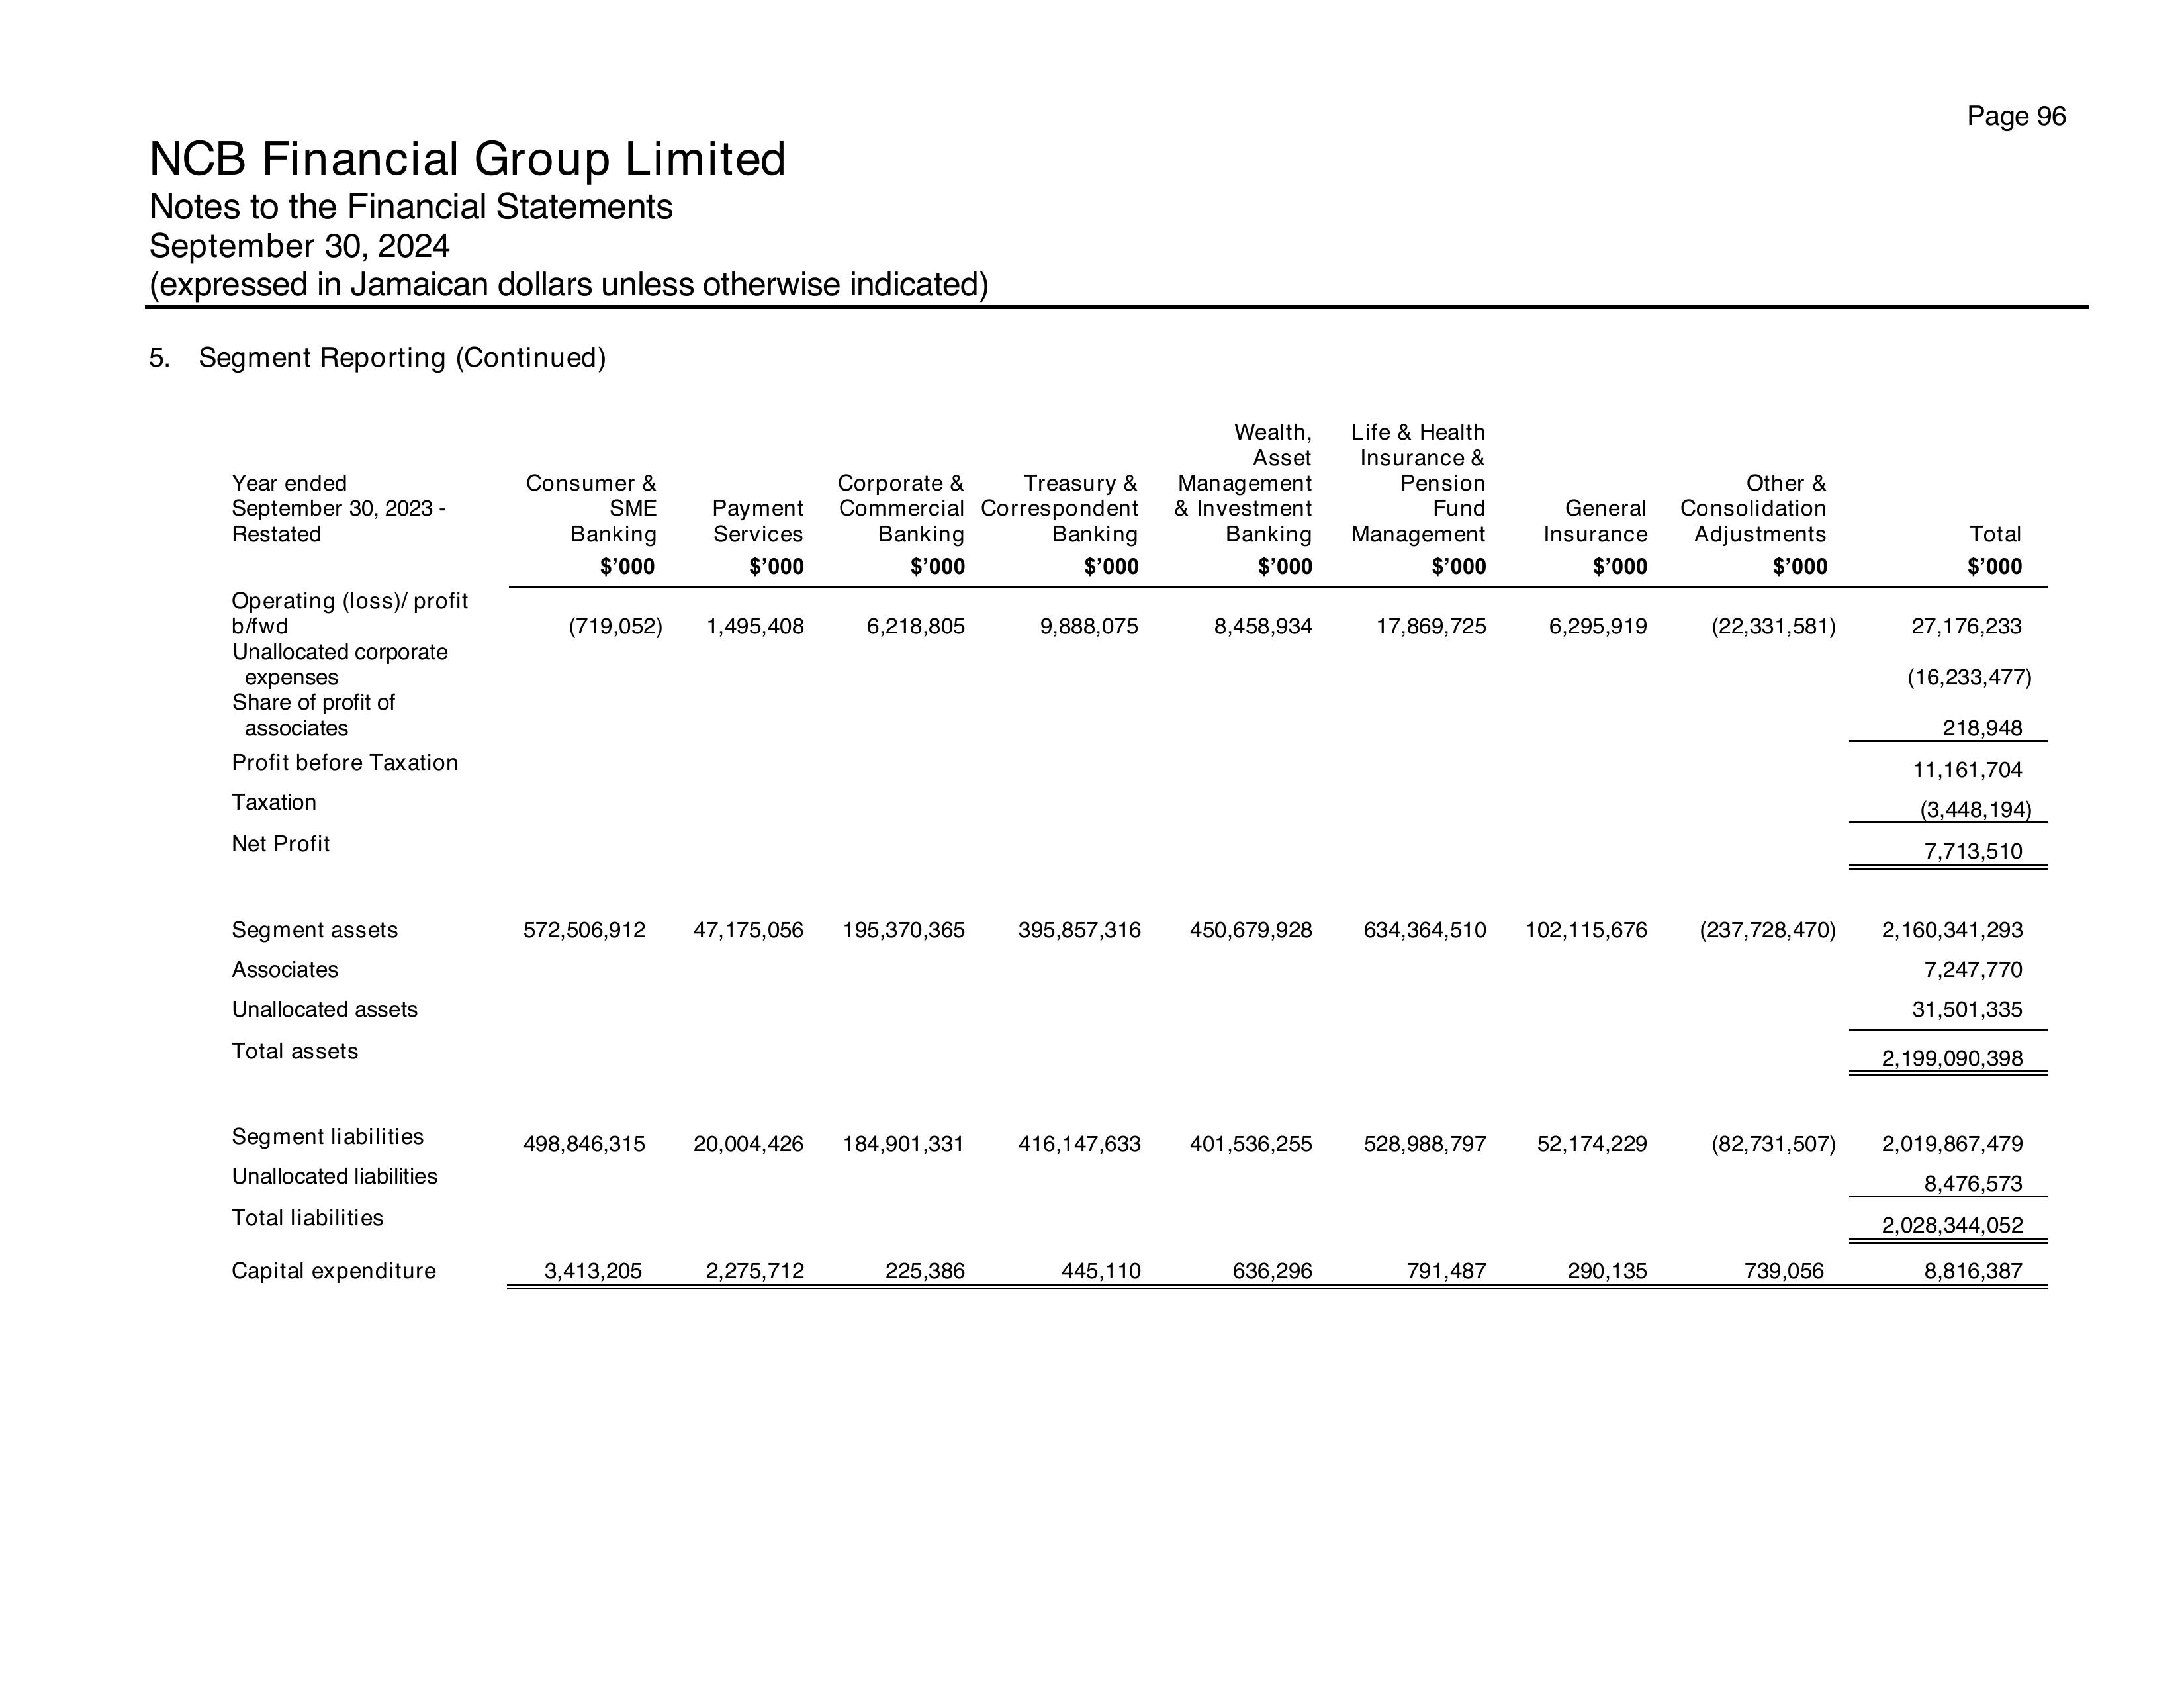 Page 96
NCB Financial Group Limited
Notes to the Financial Statements
September 30, 2024
(expressed in Jamaican dollars unless otherwise indicated)
5. Segment Reporting (Continued)
Wealth, Life & Health
Asset Insurance &
Year ended Consumer & Corporate & Treasury & Management Pension Other &
September 30, 2023 - SME Payment Commercial Correspondent & Investment Fund General Consolidation
Restated Banking Services Banking Banking Banking Management Insurance Adjustments Total
$’000 $’000 $’000 $’000 $’000 $’000 $’000 $’000 $’000
Operating (loss)/ profit
b/fwd (719,052) 1,495,408 6,218,805 9,888,075 8,458,934 17,869,725 6,295,919 (22,331,581) 27,176,233
Unallocated corporate
expenses (16,233,477)
Share of profit of
associates 218,948
Profit before Taxation 11,161,704
Taxation (3,448,194)
Net Profit 7,713,510
Segment assets 572,506,912 47,175,056 195,370,365 395,857,316 450,679,928 634,364,510 102,115,676 (237,728,470) 2,160,341,293
Associates 7,247,770
Unallocated assets 31,501,335
Total assets 2,199,090,398
Segment liabilities 498,846,315 20,004,426 184,901,331 416,147,633 401,536,255 528,988,797 52,174,229 (82,731,507) 2,019,867,479
Unallocated liabilities 8,476,573
Total liabilities 2,028,344,052
Capital expenditure 3,413,205 2,275,712 225,386 445,110 636,296 791,487 290,135 739,056 8,816,387